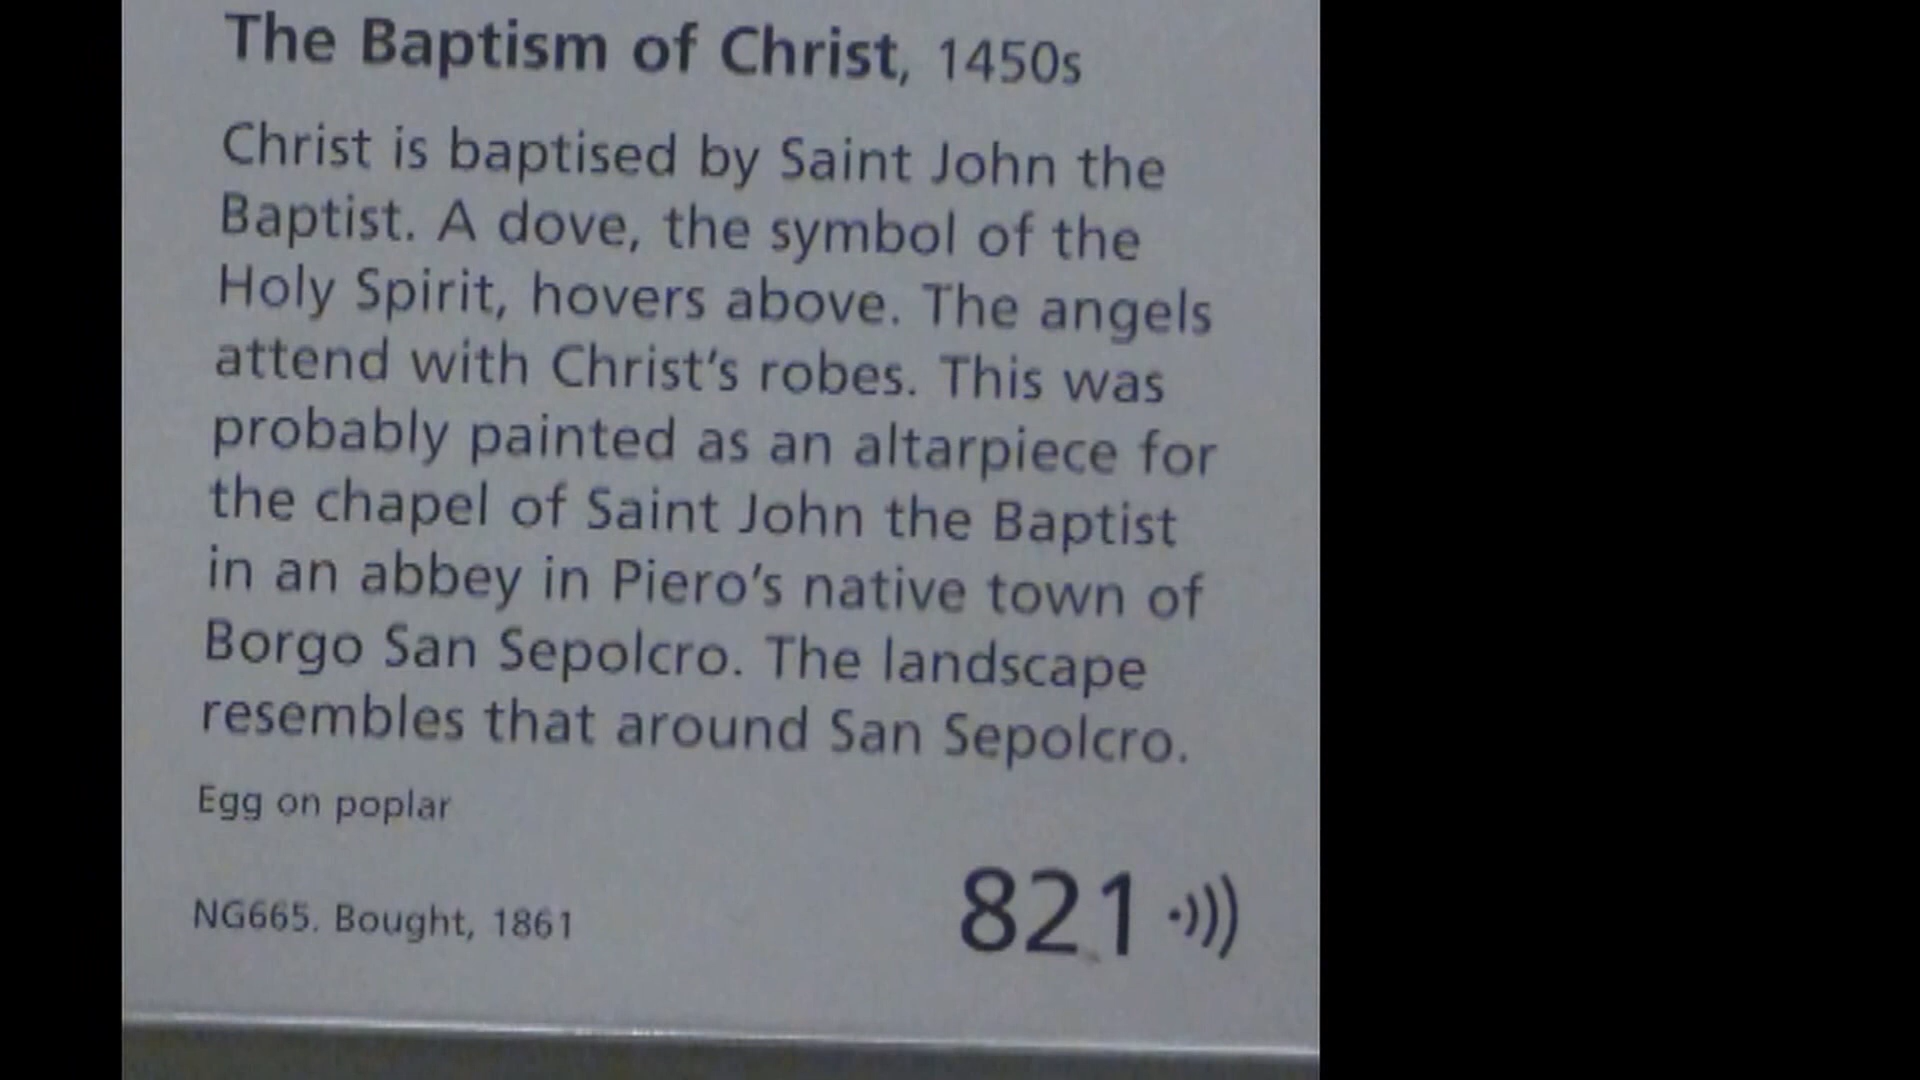 The Baptism of Christ, 1450s
Christ is baptised by Saint John the
Baptist. A dove, the symbol of the
Holy Spirit, hovers above. The angels
attend with Christ's robes. This was
probably painted as an altarpiece for
the chapel of Saint John the Baptist
in an abbey in Piero's native town of
Borgo San Sepolcro. The landscape
resembles that around San Sepolcro.
Egg on poplar
NG665. Bought, 1861
821